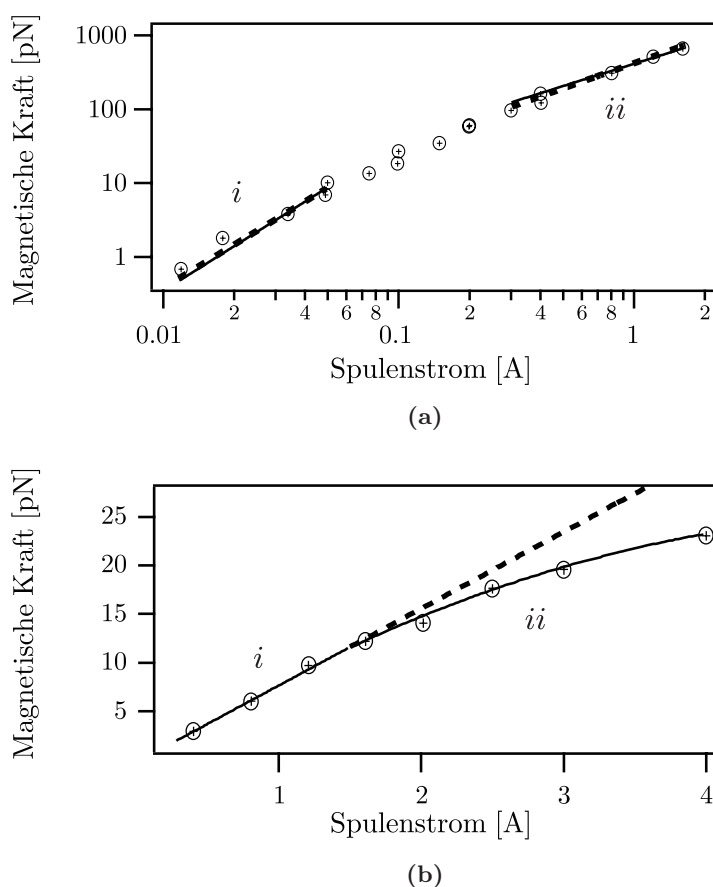 Magnetische Kraft [pN]
1000
100
10
1
i
ii
0.01
2
4
6
8
0.1
2
4
6
8
1
2
Spulenstrom [A]
(a)
Magnetische Kraft [pN]
25
20
15
10
5
i
ii
1
2
3
4
Spulenstrom [A]
(b)